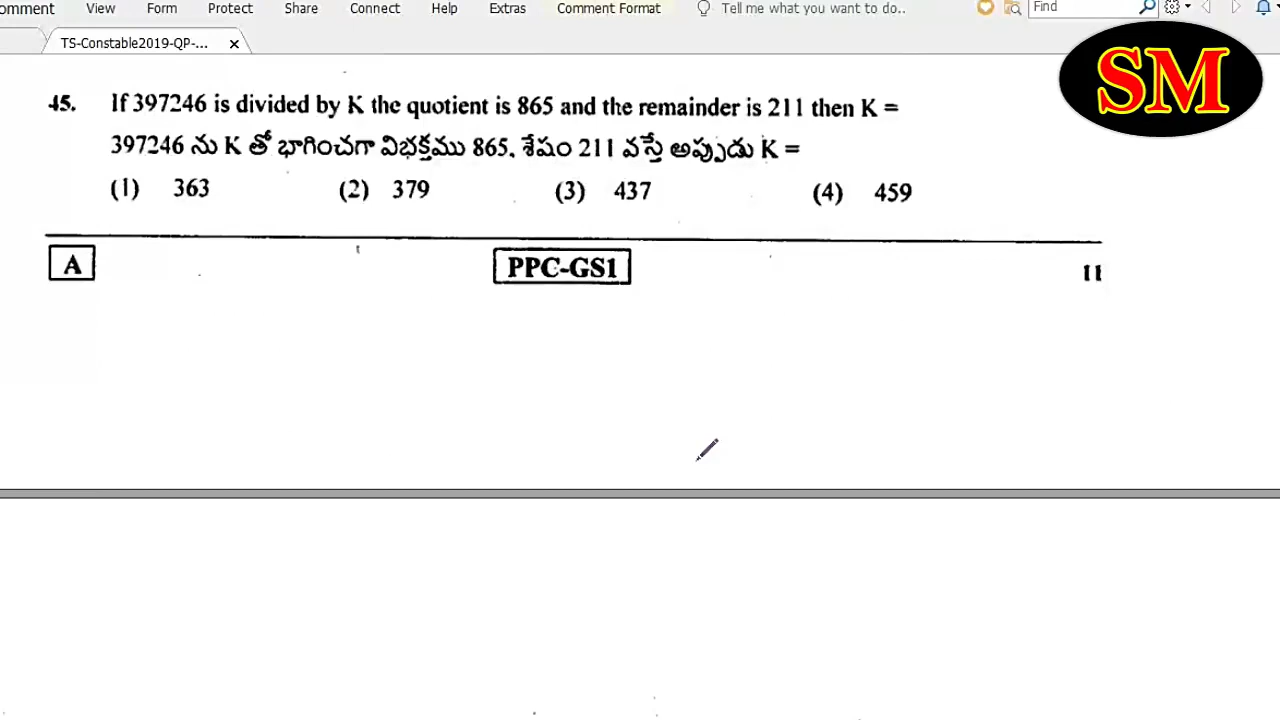 omment View Form Protect Share Connect Help Extras Comment Format Tell me what you want to do.. Find
TS-Constable2019-QP-... ×
SM
45. If 397246 is divided by K the quotient is 865 and the remainder is 211 then K =
397246 ను K తో భాగించగా విభక్తము 865, శేషం 211 వస్తే అప్పుడు K =
(1) 363 (2) 379 (3) 437 (4) 459
A PPC-GS1 11